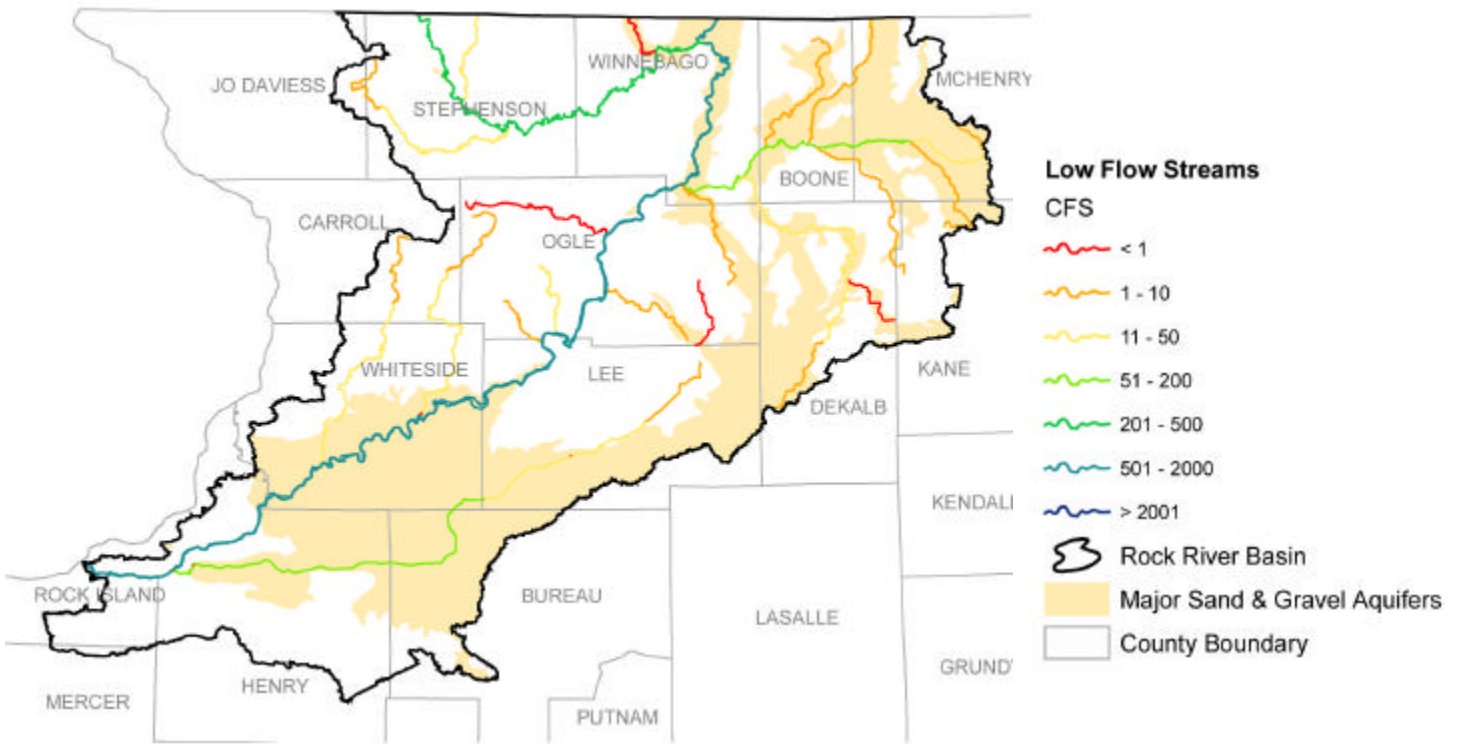 WINNEBAGO
JO DAVIESS
MCHENRY
STEPHENSON
BOONE
CARROLL
OGLE
WHITESIDE
LEE
KANE
DEKALB
KENDALL
ROCK ISLAND
BUREAU
LASALLE
GRUNDY
HENRY
MERCER
PUTNAM
Low Flow Streams
CFS
< 1
1 - 10
11 - 50
51 - 200
201 - 500
501 - 2000
> 2001
Rock River Basin
Major Sand & Gravel Aquifers
County Boundary